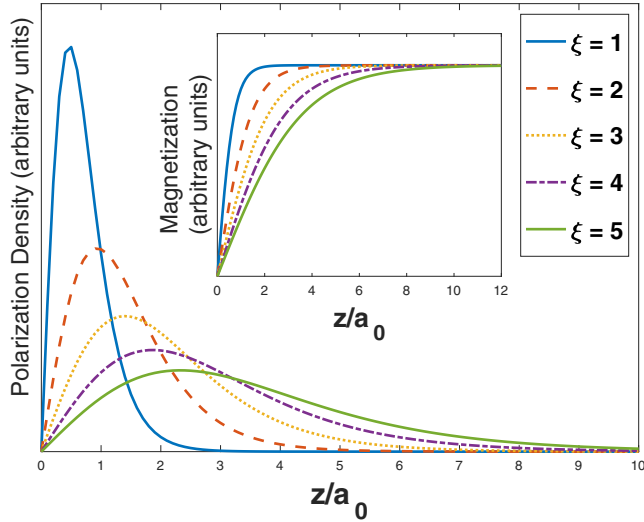 Polarization Density (arbitrary units)
Magnetization
(arbitrary units)
0 2 4 6 8 10 12
z/a₀
ξ = 1
ξ = 2
ξ = 3
ξ = 4
ξ = 5
0 1 2 3 4 5 6 7 8 9 10
z/a₀